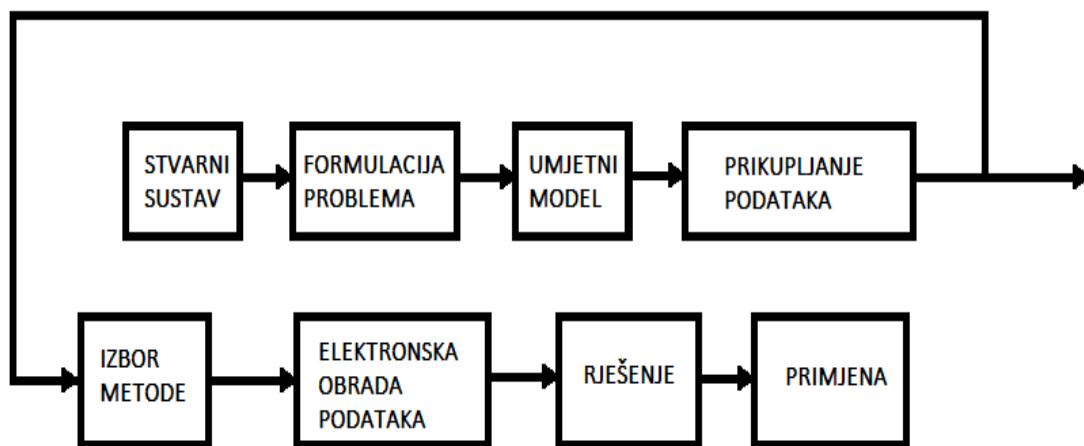 STVARNI
SUSTAV
FORMULACIJA
PROBLEMA
UMJETNI
MODEL
PRIKUPLJANJE
PODATAKA
IZBOR
METODE
ELEKTRONSKA
OBRADA
PODATAKA
RJEŠENJE
PRIMJENA